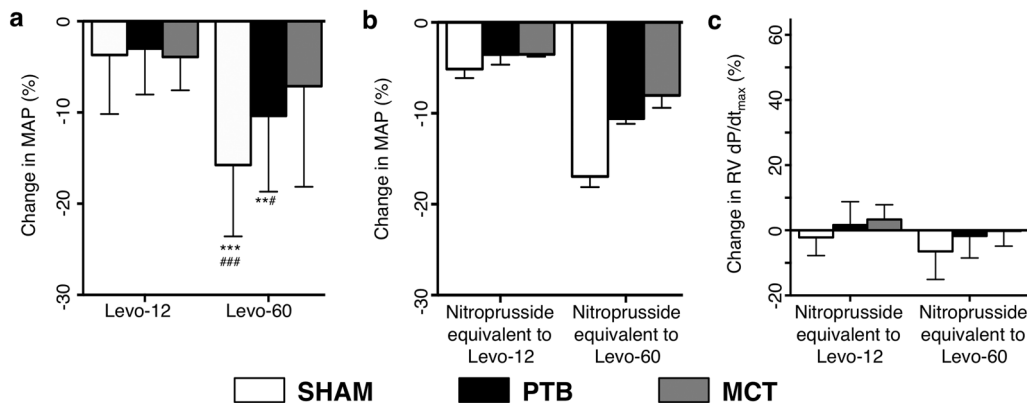 a
Change in MAP (%)
0
-10
-20
-30
***
###
**#
Levo-12
Levo-60
b
Change in MAP (%)
0
-10
-20
-30
Nitroprusside
equivalent to
Levo-12
Nitroprusside
equivalent to
Levo-60
c
Change in RV dP/dtmax (%)
60
40
20
0
-20
Nitroprusside
equivalent to
Levo-12
Nitroprusside
equivalent to
Levo-60
SHAM PTB MCT